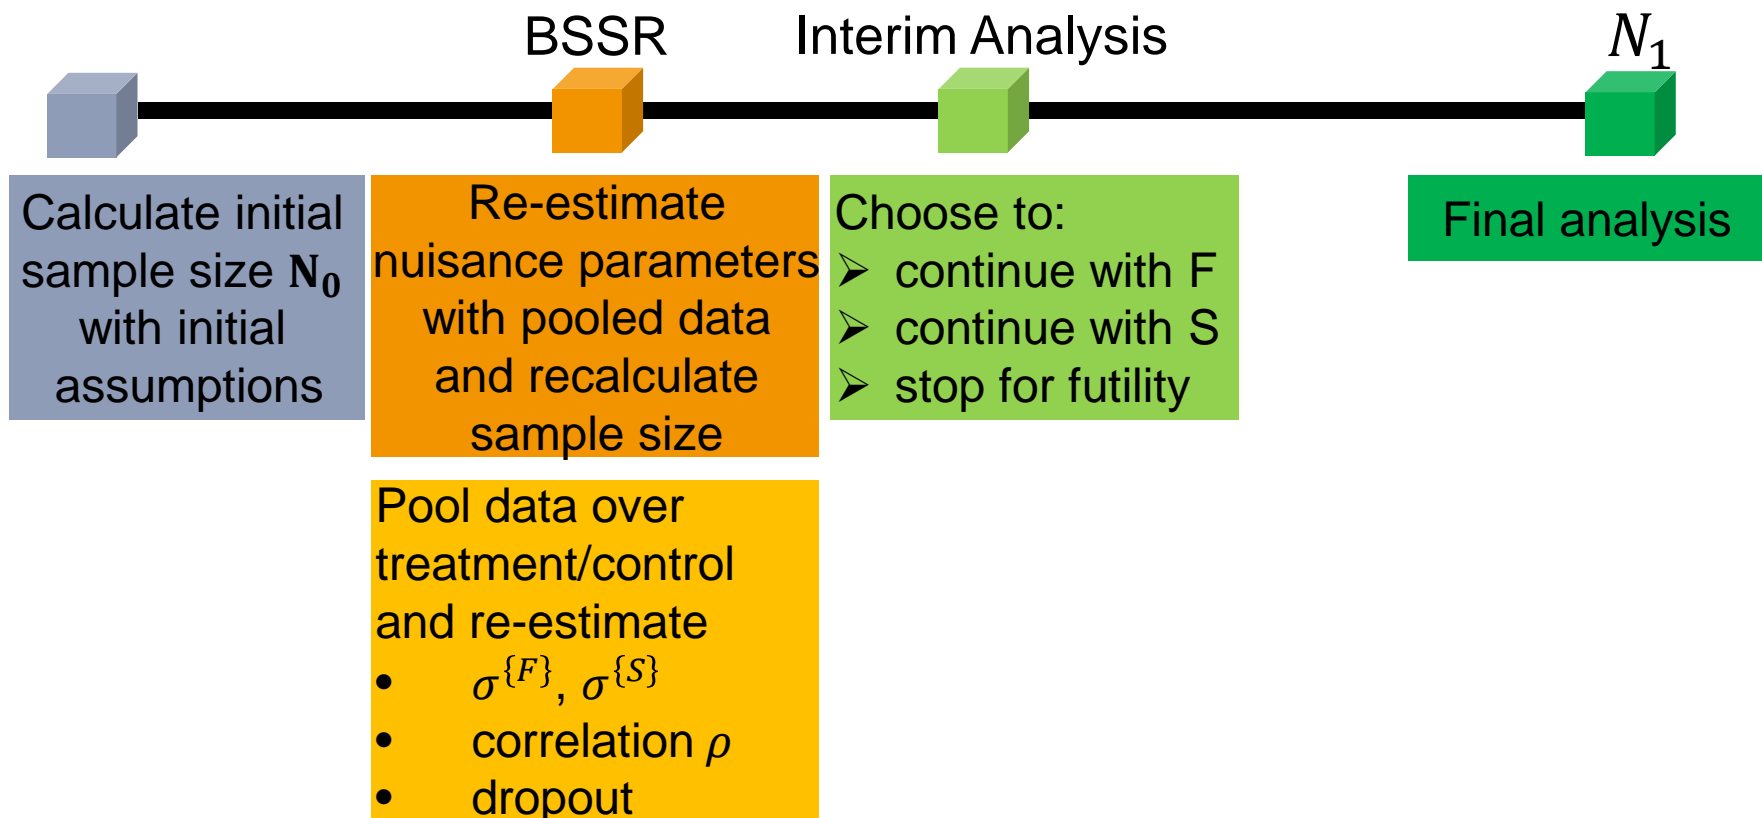 BSSR
Interim Analysis
N₁
Calculate initial
sample size N₀
with initial
assumptions
Re-estimate
nuisance parameters
with pooled data
and recalculate
sample size
Pool data over
treatment/control
and re-estimate
• σ^{F}, σ^{S}
• correlation ρ
• dropout
Choose to:
➢ continue with F
➢ continue with S
➢ stop for futility
Final analysis